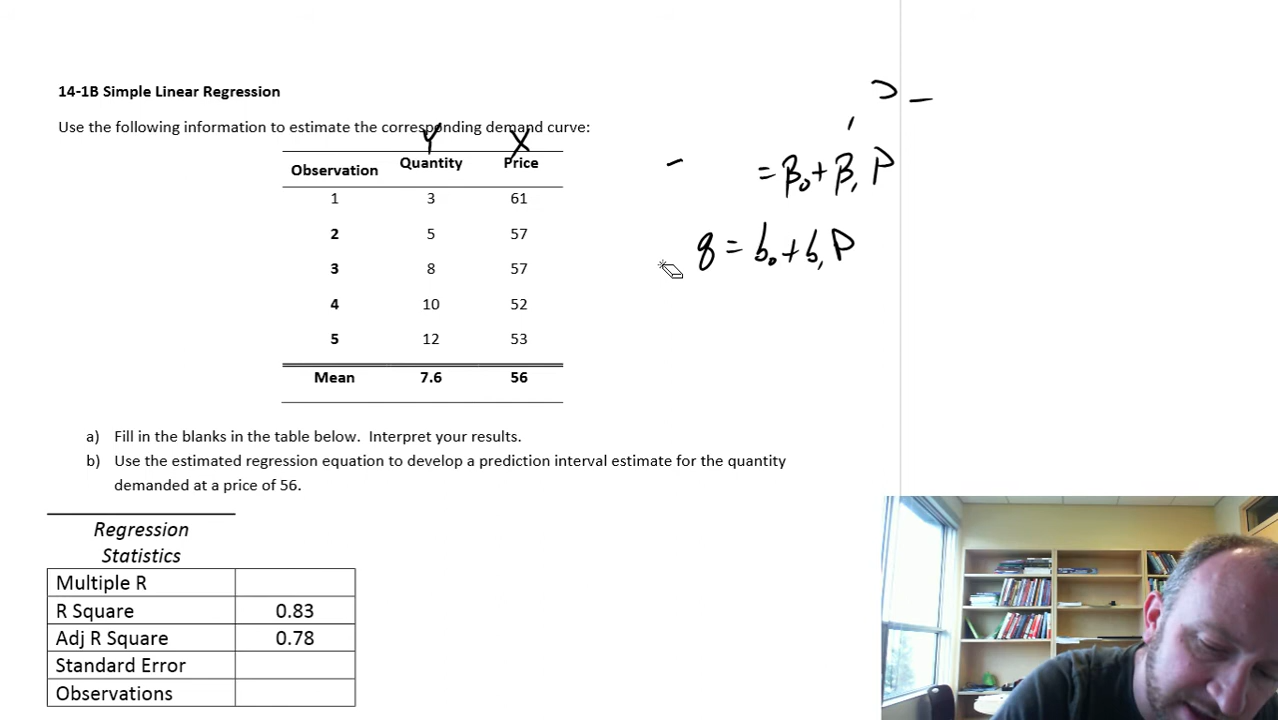 14-1B Simple Linear Regression
Use the following information to estimate the corresponding demand curve:
Y X
Observation Quantity Price
1 3 61
2 5 57
3 8 57
4 10 52
5 12 53
Mean 7.6 56
= β₀ + β₁ P
q = b₀ + b₁ P
a) Fill in the blanks in the table below. Interpret your results.
b) Use the estimated regression equation to develop a prediction interval estimate for the quantity
demanded at a price of 56.
Regression
Statistics
Multiple R
R Square 0.83
Adj R Square 0.78
Standard Error
Observations